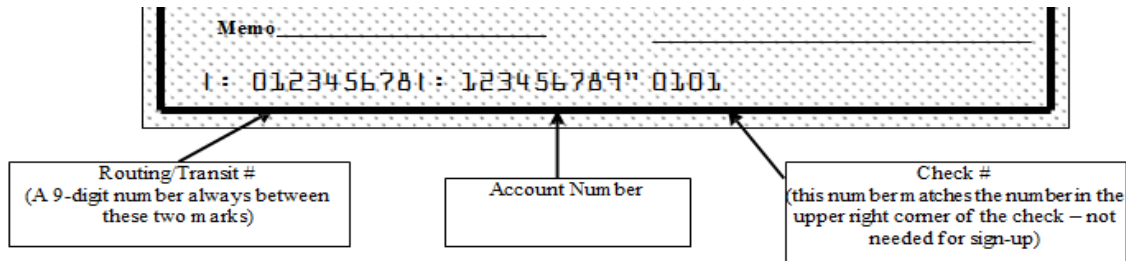 Memo
I: 012345678I: 123456789" 0101
Routing/Transit #
(A 9-digit number always between
these two marks)
Account Number
Check #
(this number matches the number in the
upper right corner of the check – not
needed for sign-up)